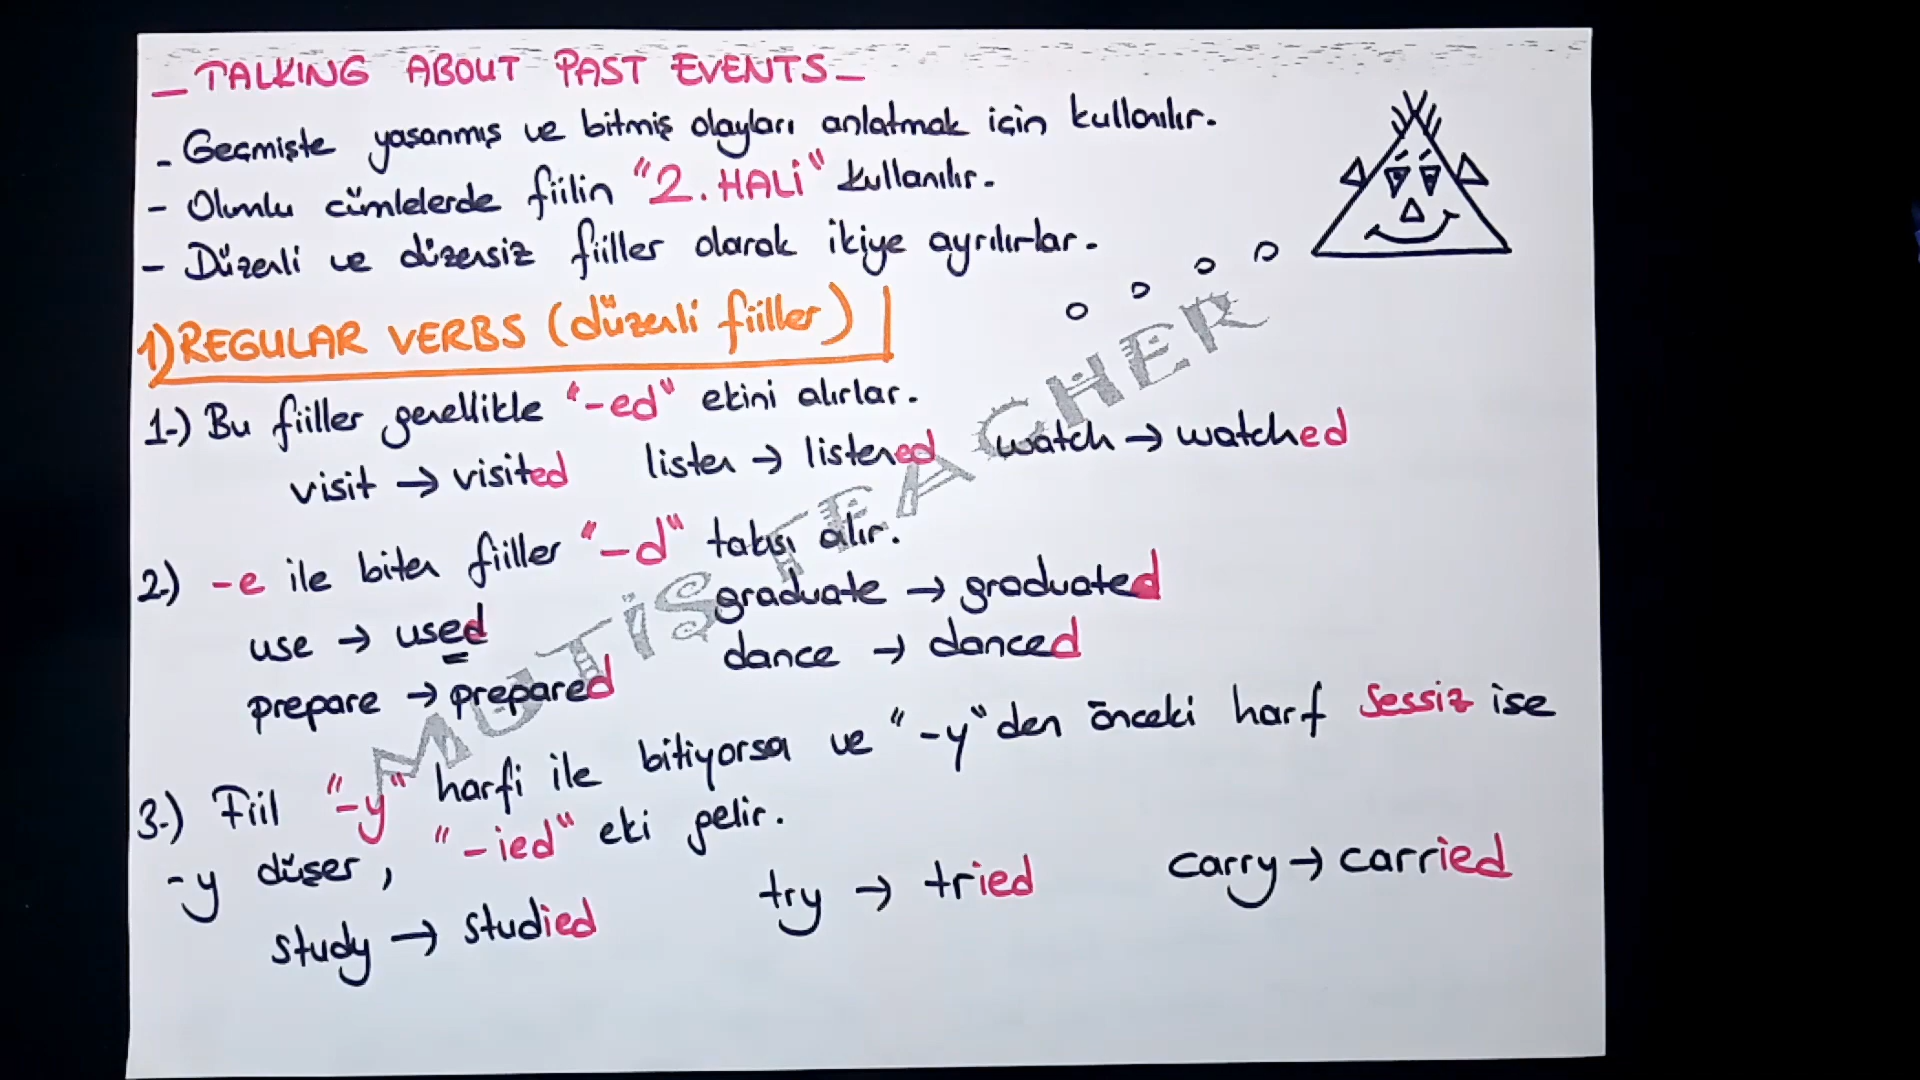 _ TALKING ABOUT PAST EVENTS _
- Geçmişte yaşanmış ve bitmiş olayları anlatmak için kullanılır.
- Olumlu cümlelerde fiilin "2. HALİ" kullanılır.
- Düzenli ve düzensiz fiiller olarak ikiye ayrılırlar.
1) REGULAR VERBS (düzenli fiiller)
1-) Bu fiiller genellikle "-ed" ekini alırlar.
visit → visited listen → listened watch → watched
2-) -e ile biten fiiller "-d" takısı alır.
use → used graduate → graduated
prepare → prepared dance → danced
3-) Fiil "-y" harfi ile bitiyorsa ve "-y"den önceki harf sessiz ise
-y düşer, "-ied" eki gelir.
study → studied try → tried carry → carried
MUTİŞ TEACHER